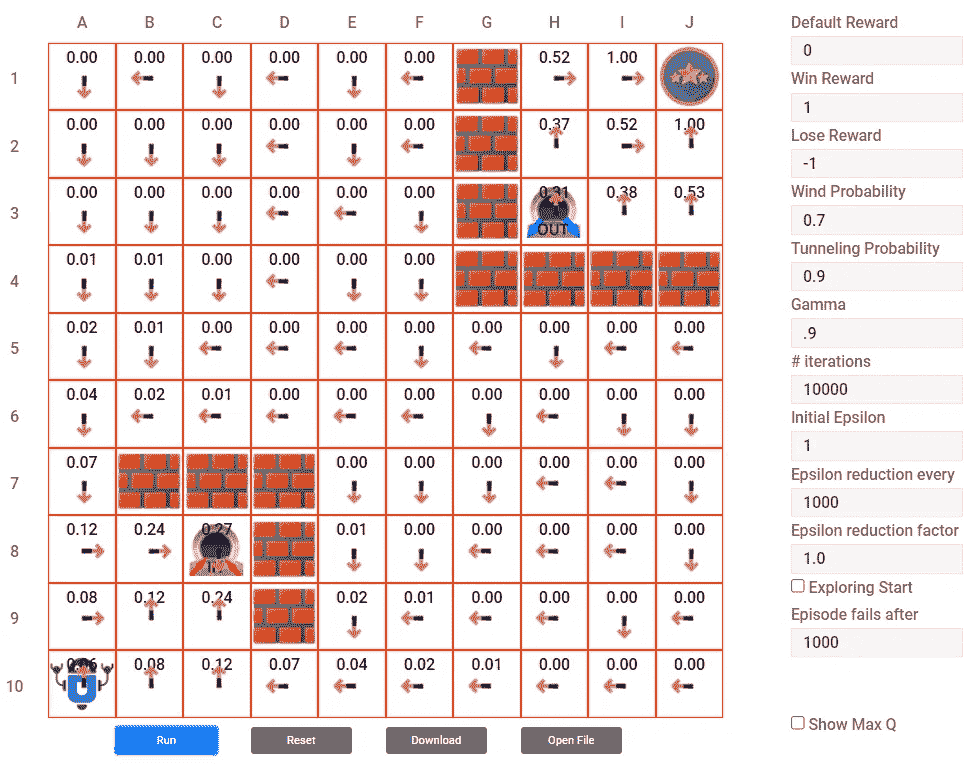 A B C D E F G H I J
Default Reward
0
1 0.00 0.00 0.00 0.00 0.00 0.00 0.52 1.00
Win Reward
1
Lose Reward
2 0.00 0.00 0.00 0.00 0.00 0.00 0.37 0.52 1.00
-1
Wind Probability
3 0.00 0.00 0.00 0.00 0.00 0.00 0.31 0.38 0.53
OUT
0.7
Tunneling Probability
4 0.01 0.01 0.00 0.00 0.00 0.00
0.9
Gamma
5 0.02 0.01 0.00 0.00 0.00 0.00 0.00 0.00 0.00 0.00
.9
# iterations
10000
6 0.04 0.02 0.01 0.00 0.00 0.00 0.00 0.00 0.00 0.00
Initial Epsilon
1
7 0.07 0.00 0.00 0.00 0.00 0.00 0.00
Epsilon reduction every
1000
8 0.12 0.24 0.27 0.01 0.00 0.00 0.00 0.00 0.00
Epsilon reduction factor
1.0
Exploring Start
9 0.08 0.12 0.24 0.02 0.01 0.00 0.00 0.00 0.00
Episode fails after
1000
10 0.08 0.12 0.07 0.04 0.02 0.01 0.00 0.00 0.00
Show Max Q
Run Reset Download Open File